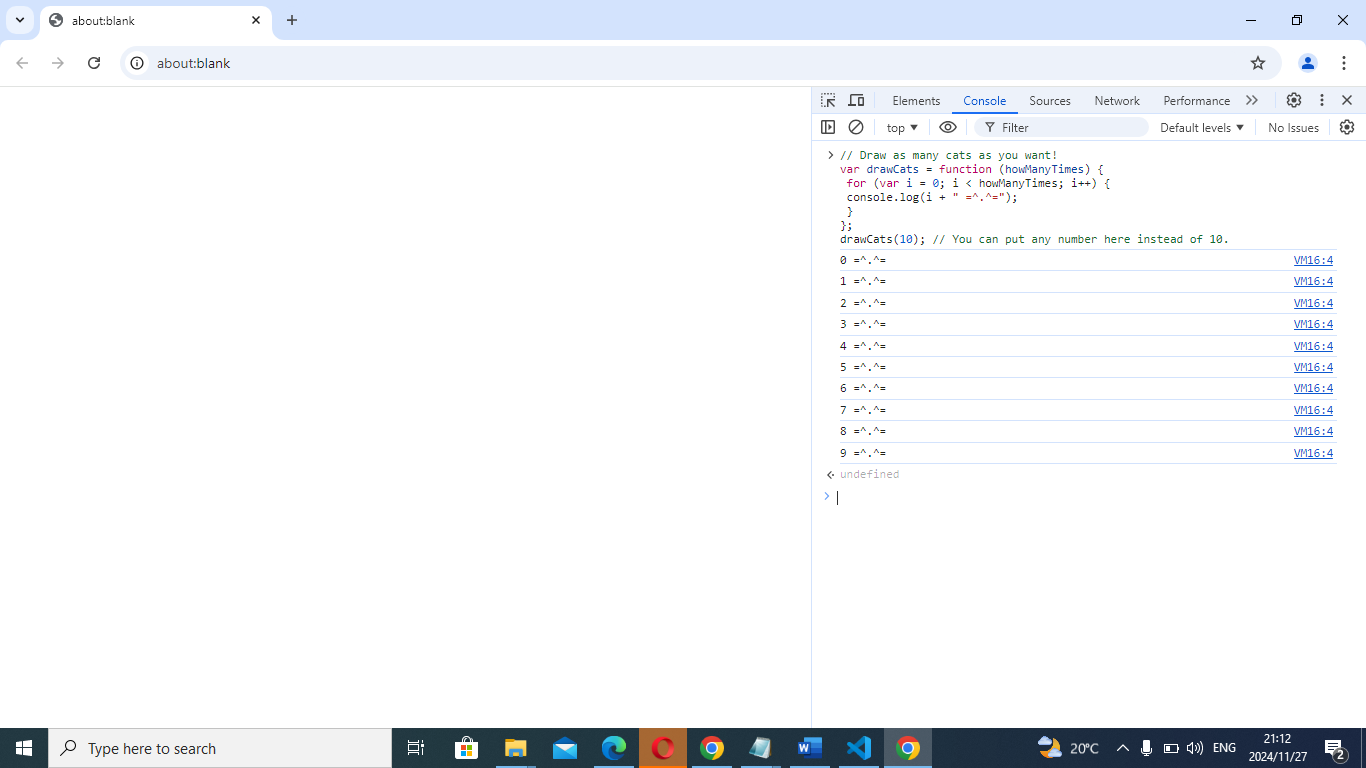 about:blank
about:blank
Elements Console Sources Network Performance
top Filter Default levels No Issues
// Draw as many cats as you want!
var drawCats = function (howManyTimes) {
for (var i = 0; i < howManyTimes; i++) {
console.log(i + " =^.^=");
}
};
drawCats(10); // You can put any number here instead of 10.
0 =^.^= VM16:4
1 =^.^= VM16:4
2 =^.^= VM16:4
3 =^.^= VM16:4
4 =^.^= VM16:4
5 =^.^= VM16:4
6 =^.^= VM16:4
7 =^.^= VM16:4
8 =^.^= VM16:4
9 =^.^= VM16:4
undefined
Type here to search
20°C
ENG
21:12
2024/11/27
2